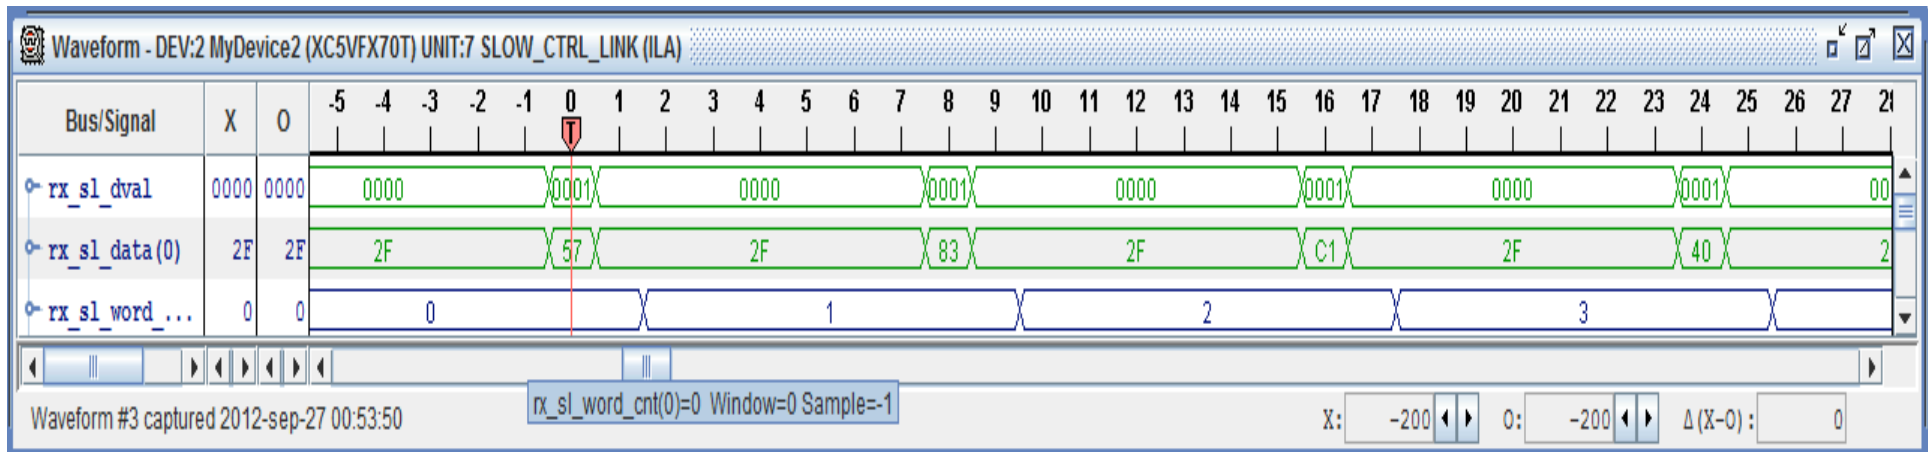 Waveform - DEV:2 MyDevice2 (XC5VFX70T) UNIT:7 SLOW_CTRL_LINK (ILA)
Bus/Signal X O -5 -4 -3 -2 -1 0 1 2 3 4 5 6 7 8 9 10 11 12 13 14 15 16 17 18 19 20 21 22 23 24 25 26 27
T
rx_sl_dval 0000 0000 0000 0001 0000 0001 0000 0001 0000 0001 00
rx_sl_data(0) 2F 2F 2F 57 2F 83 2F C1 2F 40 2
rx_sl_word_... 0 0 0 1 2 3
rx_sl_word_cnt(0)=0 Window=0 Sample=-1
Waveform #3 captured 2012-sep-27 00:53:50 X: -200 O: -200 Δ(X-O): 0